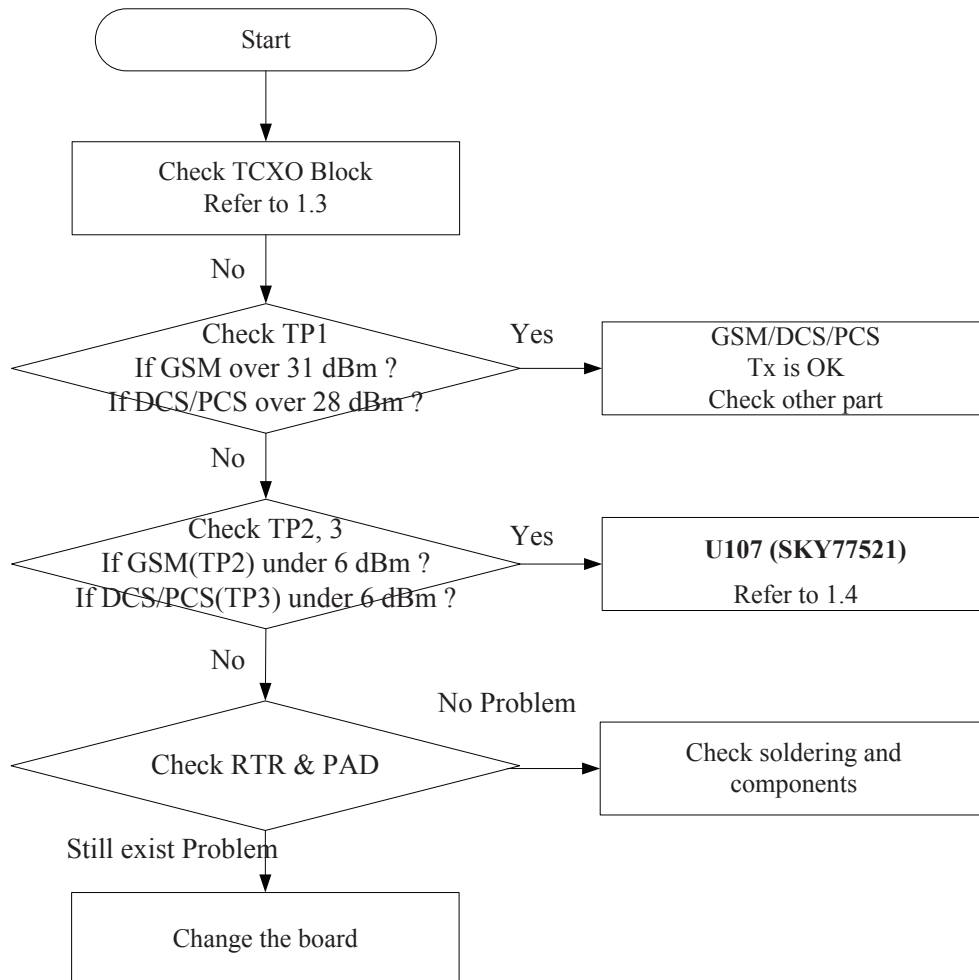 Start
Check TCXO Block
Refer to 1.3
No
Check TP1
If GSM over 31 dBm ?
If DCS/PCS over 28 dBm ?
Yes
GSM/DCS/PCS
Tx is OK
Check other part
No
Check TP2, 3
If GSM(TP2) under 6 dBm ?
If DCS/PCS(TP3) under 6 dBm ?
Yes
U107 (SKY77521)
Refer to 1.4
No
Check RTR & PAD
No Problem
Check soldering and
components
Still exist Problem
Change the board